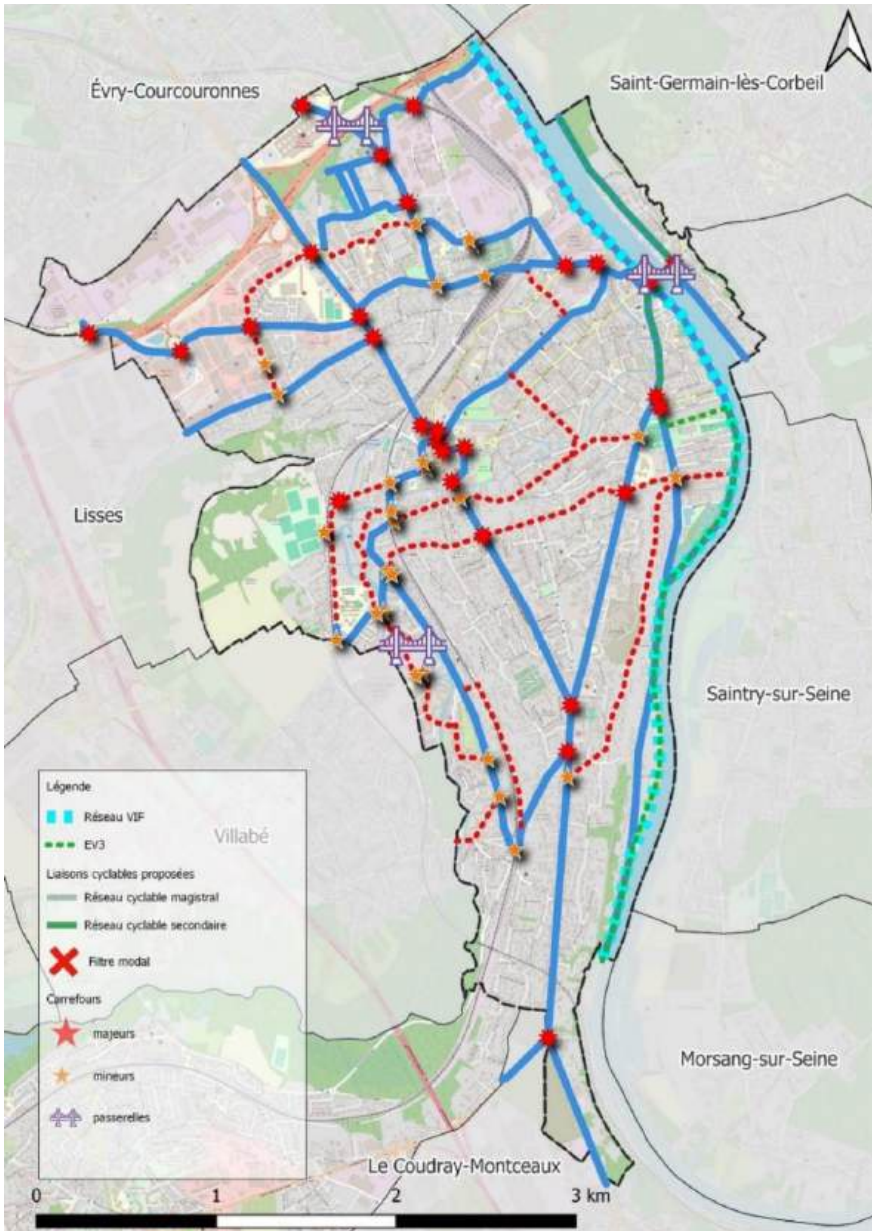 Évry-Courcouronnes
Saint-Germain-lès-Corbeil
Lisses
Saintry-sur-Seine
Légende
Réseau VIF
Villabé
EV3
Liaisons cyclables proposées
Réseau cyclable magistral
Réseau cyclable secondaire
Filtre modal
Carrefours
majeurs
mineurs
passerelles
Morsang-sur-Seine
Le Coudray-Montceaux
0 1 2 3 km